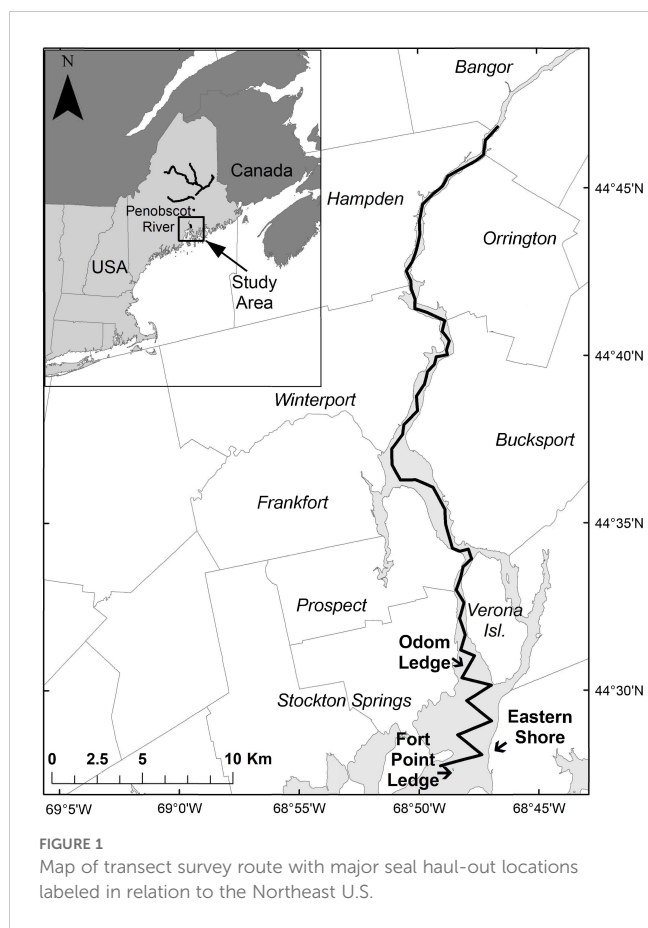 N
Canada
Penobscot
River
USA
Study
Area
Bangor
Hampden
Orrington
44°45'N
44°40'N
Winterport
Bucksport
Frankfort
44°35'N
Prospect
Verona
Isl.
Odom
Ledge
44°30'N
Stockton Springs
Eastern
Shore
Fort
Point
Ledge
0 2.5 5 10 Km
69°5'W 69°0'W 68°55'W 68°50'W 68°45'W
FIGURE 1
Map of transect survey route with major seal haul-out locations
labeled in relation to the Northeast U.S.